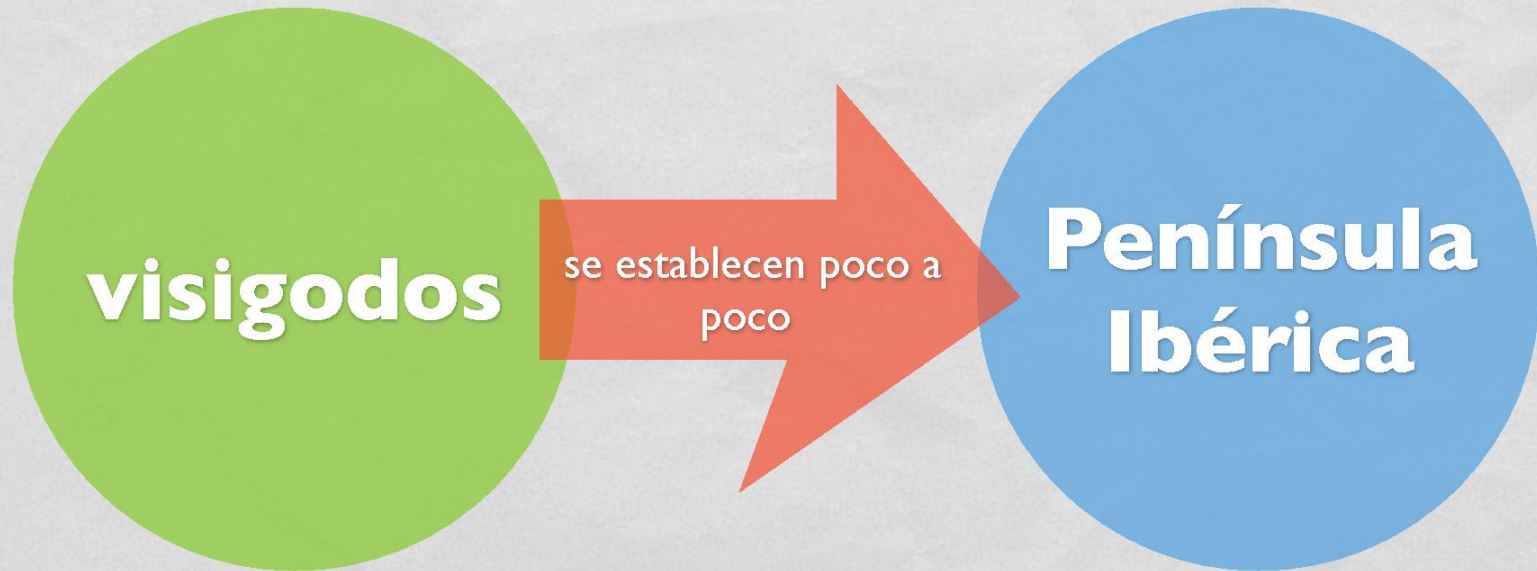 visigodos
se establecen poco a
poco
Península
Ibérica